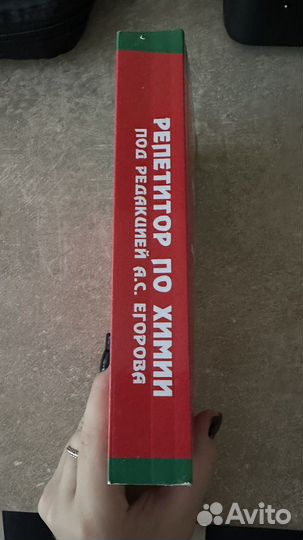 РЕПЕТИТОР ПО ХИМИИ
ПОД РЕДАКЦИЕЙ А.С. ЕГОРОВА
Avito